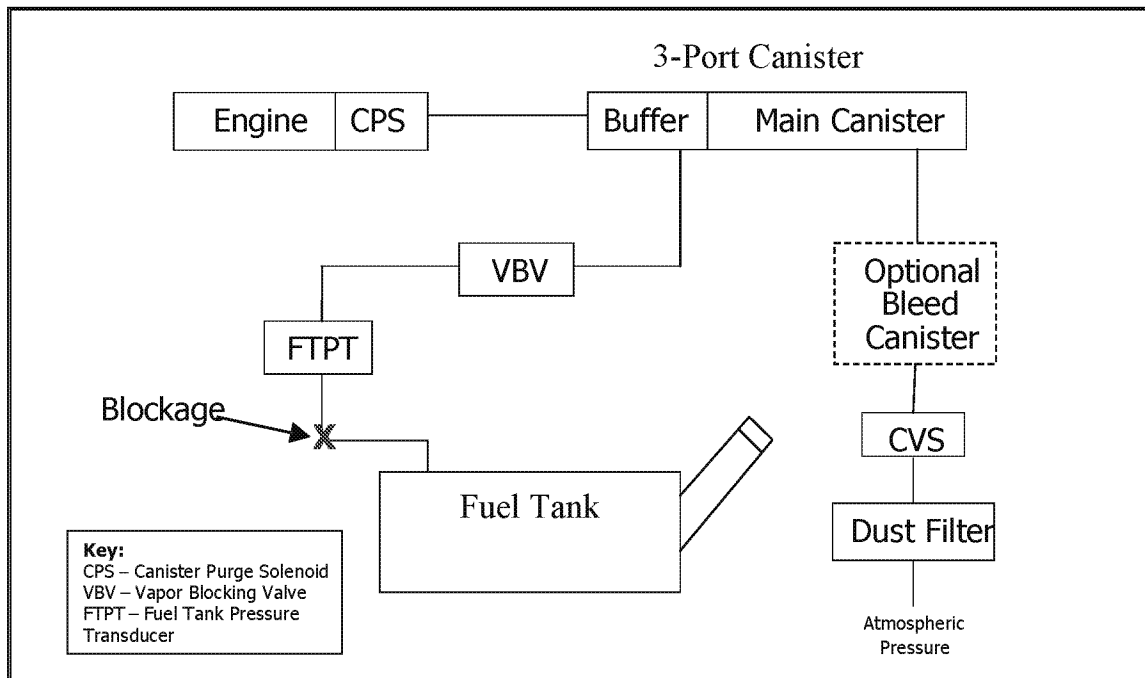 3-Port Canister
Engine
CPS
Buffer
Main Canister
VBV
Optional
Bleed
Canister
FTPT
Blockage
X
CVS
Fuel Tank
Dust Filter
Key:
CPS – Canister Purge Solenoid
VBV – Vapor Blocking Valve
FTPT – Fuel Tank Pressure
Transducer
Atmospheric
Pressure